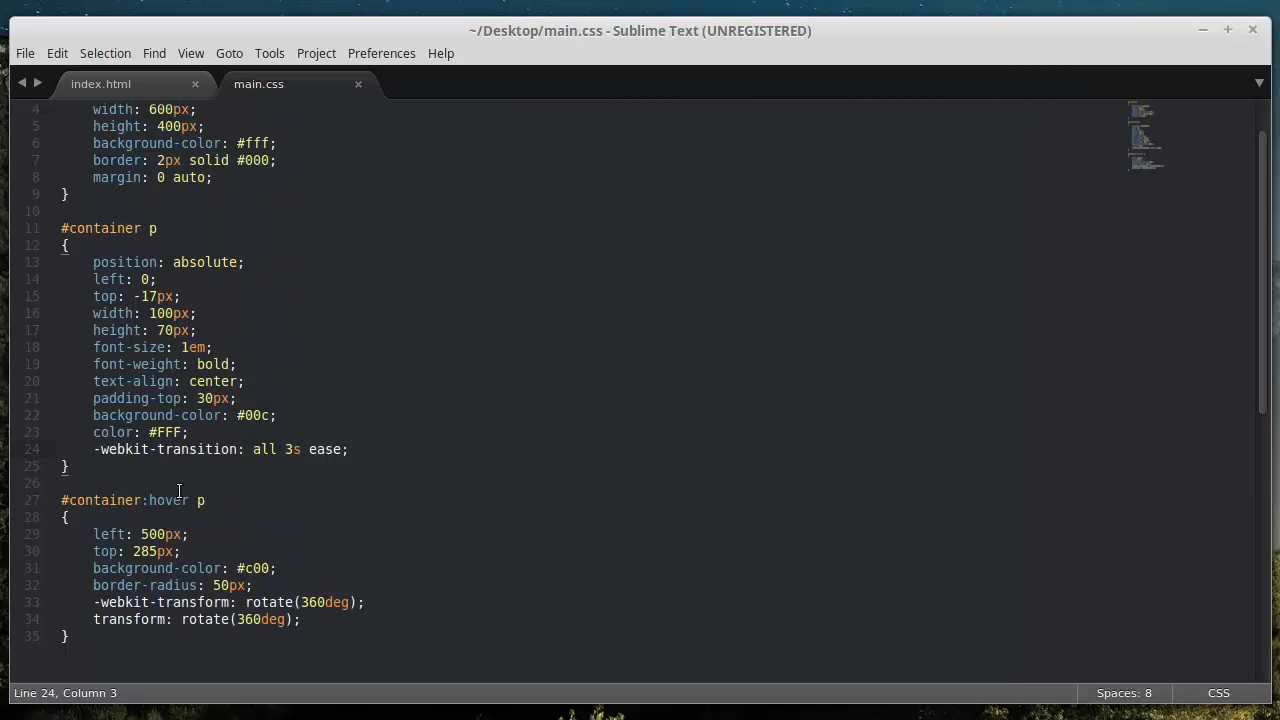 ~/Desktop/main.css - Sublime Text (UNREGISTERED)
File Edit Selection Find View Goto Tools Project Preferences Help
index.html main.css
4 width: 600px;
5 height: 400px;
6 background-color: #fff;
7 border: 2px solid #000;
8 margin: 0 auto;
9 }
10
11 #container p
12 {
13 position: absolute;
14 left: 0;
15 top: -17px;
16 width: 100px;
17 height: 70px;
18 font-size: 1em;
19 font-weight: bold;
20 text-align: center;
21 padding-top: 30px;
22 background-color: #00c;
23 color: #FFF;
24 -webkit-transition: all 3s ease;
25 }
26
27 #container:hover p
28 {
29 left: 500px;
30 top: 285px;
31 background-color: #c00;
32 border-radius: 50px;
33 -webkit-transform: rotate(360deg);
34 transform: rotate(360deg);
35 }
Line 24, Column 3 Spaces: 8 CSS